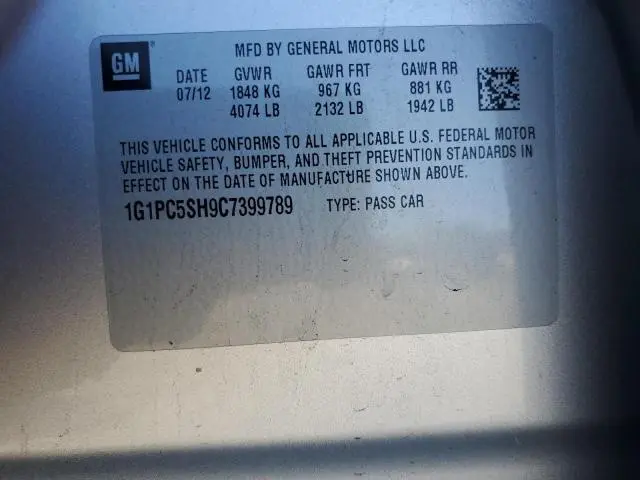 GM
MFD BY GENERAL MOTORS LLC
DATE GVWR GAWR FRT GAWR RR
07/12 1848 KG 967 KG 881 KG
4074 LB 2132 LB 1942 LB
THIS VEHICLE CONFORMS TO ALL APPLICABLE U.S. FEDERAL MOTOR
VEHICLE SAFETY, BUMPER, AND THEFT PREVENTION STANDARDS IN
EFFECT ON THE DATE OF MANUFACTURE SHOWN ABOVE.
1G1PC5SH9C7399789 TYPE: PASS CAR